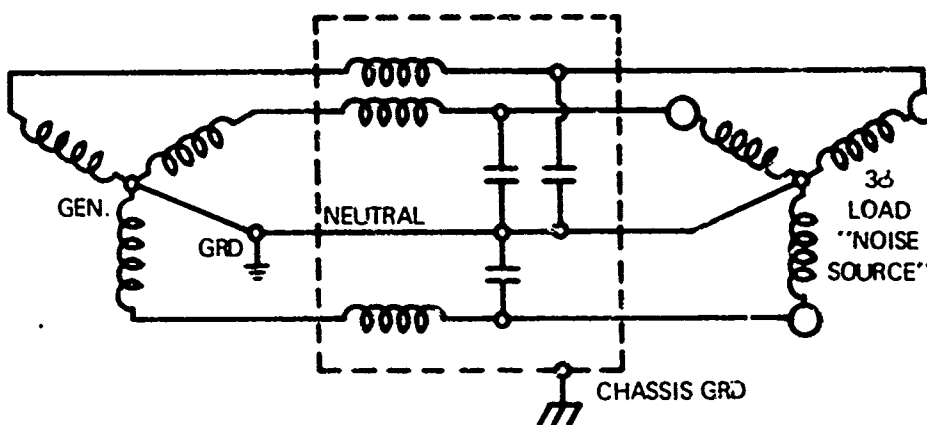 GEN.
NEUTRAL
GRD
3ϕ
LOAD
"NOISE
SOURCE"
CHASSIS GRD